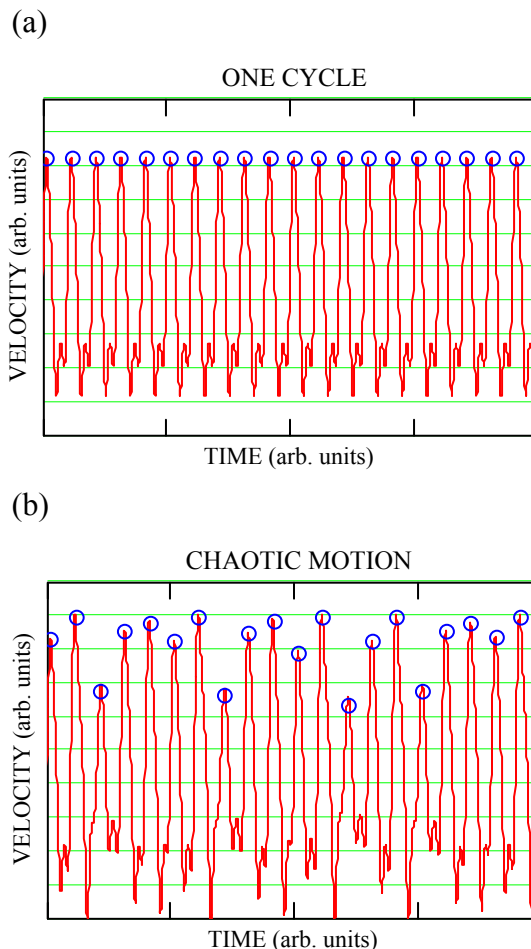 (a)
ONE CYCLE
VELOCITY (arb. units)
TIME (arb. units)
(b)
CHAOTIC MOTION
VELOCITY (arb. units)
TIME (arb. units)